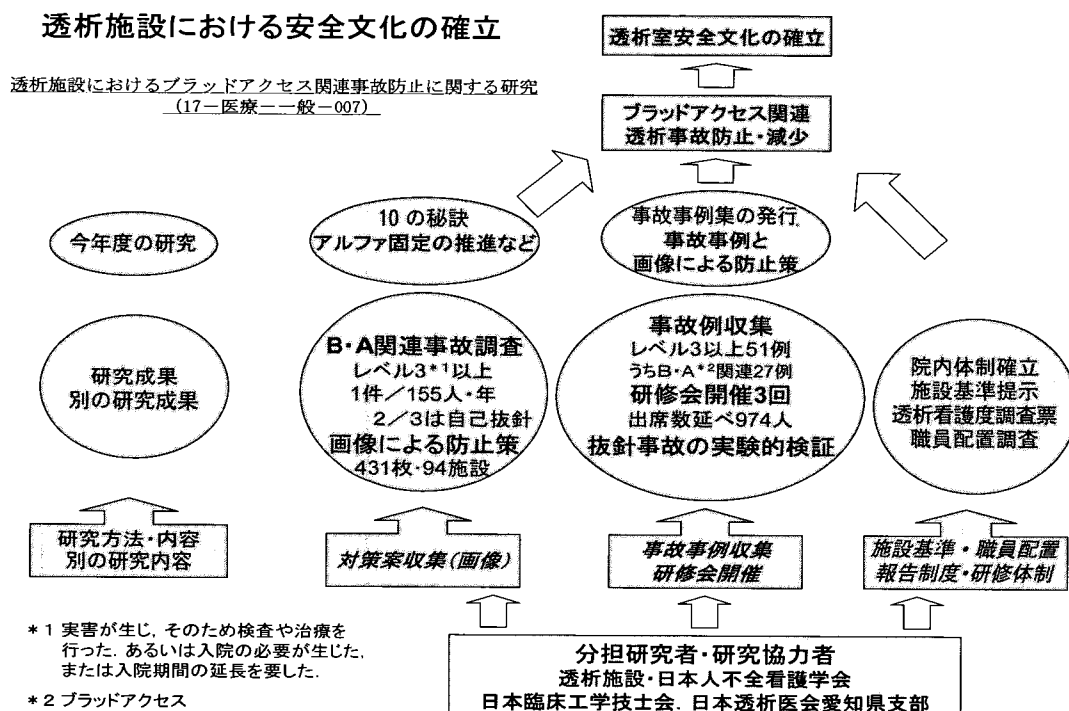 透析施設における安全文化の確立
透析施設におけるブラッドアクセス関連事故防止に関する研究
(17－医療－一般－007)
透析室安全文化の確立
ブラッドアクセス関連
透析事故防止・減少
今年度の研究
10の秘訣
アルファ固定の推進など
事故事例集の発行
事故事例と
画像による防止策
研究成果
別の研究成果
B・A関連事故調査
レベル3*1以上
1件／155人・年
2／3は自己抜針
画像による防止策
431枚・94施設
事故例収集
レベル3以上51例
うちB・A*2関連27例
研修会開催3回
出席数延べ974人
抜針事故の実験的検証
院内体制確立
施設基準提示
透析看護度調査票
職員配置調査
研究方法・内容
別の研究内容
対策案収集(画像)
事故事例収集
研修会開催
施設基準・職員配置
報告制度・研修体制
＊1 実害が生じ，そのため検査や治療を
行った．あるいは入院の必要が生じた，
または入院期間の延長を要した．
＊2 ブラッドアクセス
分担研究者・研究協力者
透析施設・日本人不全看護学会
日本臨床工学技士会．日本透析医会愛知県支部